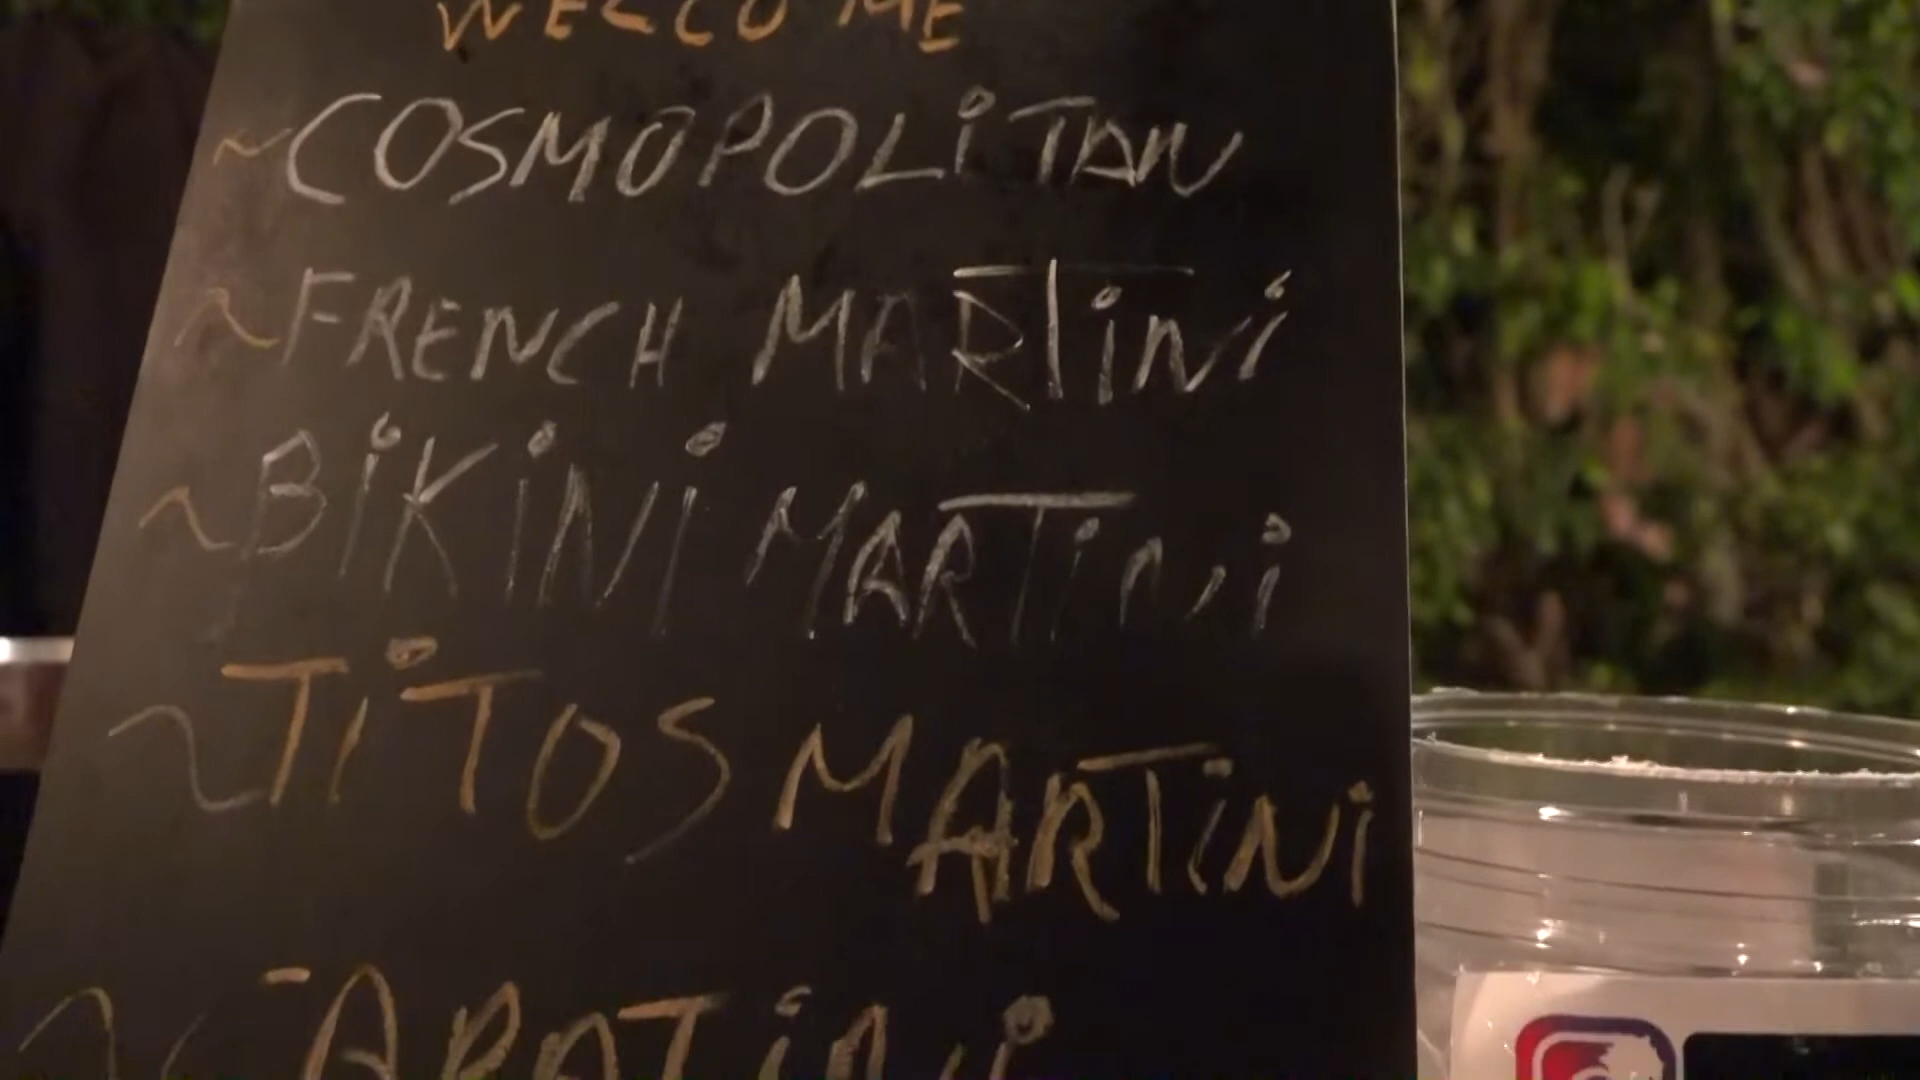 WELCOME
~COSMOPOLiTAN
~FRENCH MARTiNi
~BiKiNi MARTiNi
~TiTOS MARTiNi